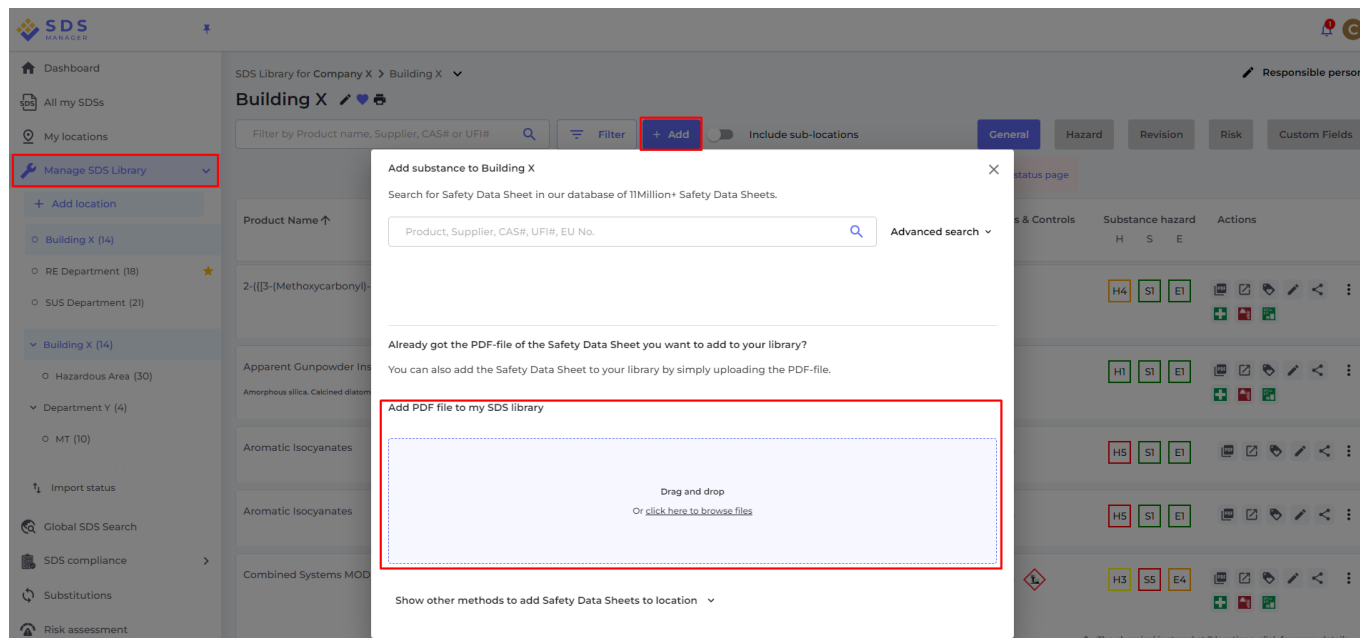 SDS
MANAGER
1
C
Dashboard
All my SDSs
My locations
Manage SDS Library
+ Add location
Building X (14)
RE Department (18)
SUS Department (21)
Building X (14)
Hazardous Area (30)
Department Y (4)
MT (10)
Import status
Global SDS Search
SDS compliance
Substitutions
Risk assessment
SDS Library for Company X > Building X
Responsible person
Building X
Filter by Product name, Supplier, CAS# or UFI#
Filter
+ Add
Include sub-locations
General
Hazard
Revision
Risk
Custom Fields
status page
Product Name
s & Controls
Substance hazard
Actions
H S E
2-({[3-(Methoxycarbonyl)-
H4 S1 E1
Apparent Gunpowder Ins
Amorphous silica. Calcined diatom
H1 S1 E1
Aromatic Isocyanates
H5 S1 E1
Aromatic Isocyanates
H5 S1 E1
Combined Systems MOD
H3 S5 E4
Add substance to Building X
Search for Safety Data Sheet in our database of 11Million+ Safety Data Sheets.
Product, Supplier, CAS#, UFI#, EU No.
Advanced search
Already got the PDF-file of the Safety Data Sheet you want to add to your library?
You can also add the Safety Data Sheet to your library by simply uploading the PDF-file.
Add PDF file to my SDS library
Drag and drop
Or click here to browse files
Show other methods to add Safety Data Sheets to location